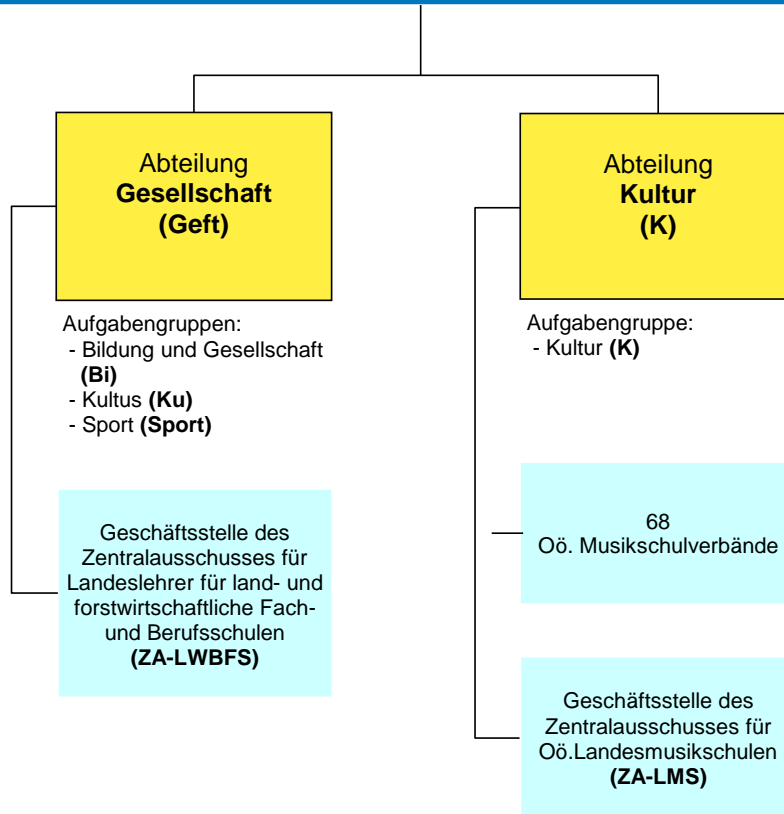 Abteilung
Gesellschaft
(Geft)
Aufgabengruppen:
- Bildung und Gesellschaft
(Bi)
- Kultus (Ku)
- Sport (Sport)
Geschäftsstelle des
Zentralausschusses für
Landeslehrer für land- und
forstwirtschaftliche Fach-
und Berufsschulen
(ZA-LWBFS)
Abteilung
Kultur
(K)
Aufgabengruppe:
- Kultur (K)
68
Oö. Musikschulverbände
Geschäftsstelle des
Zentralausschusses für
Oö.Landesmusikschulen
(ZA-LMS)